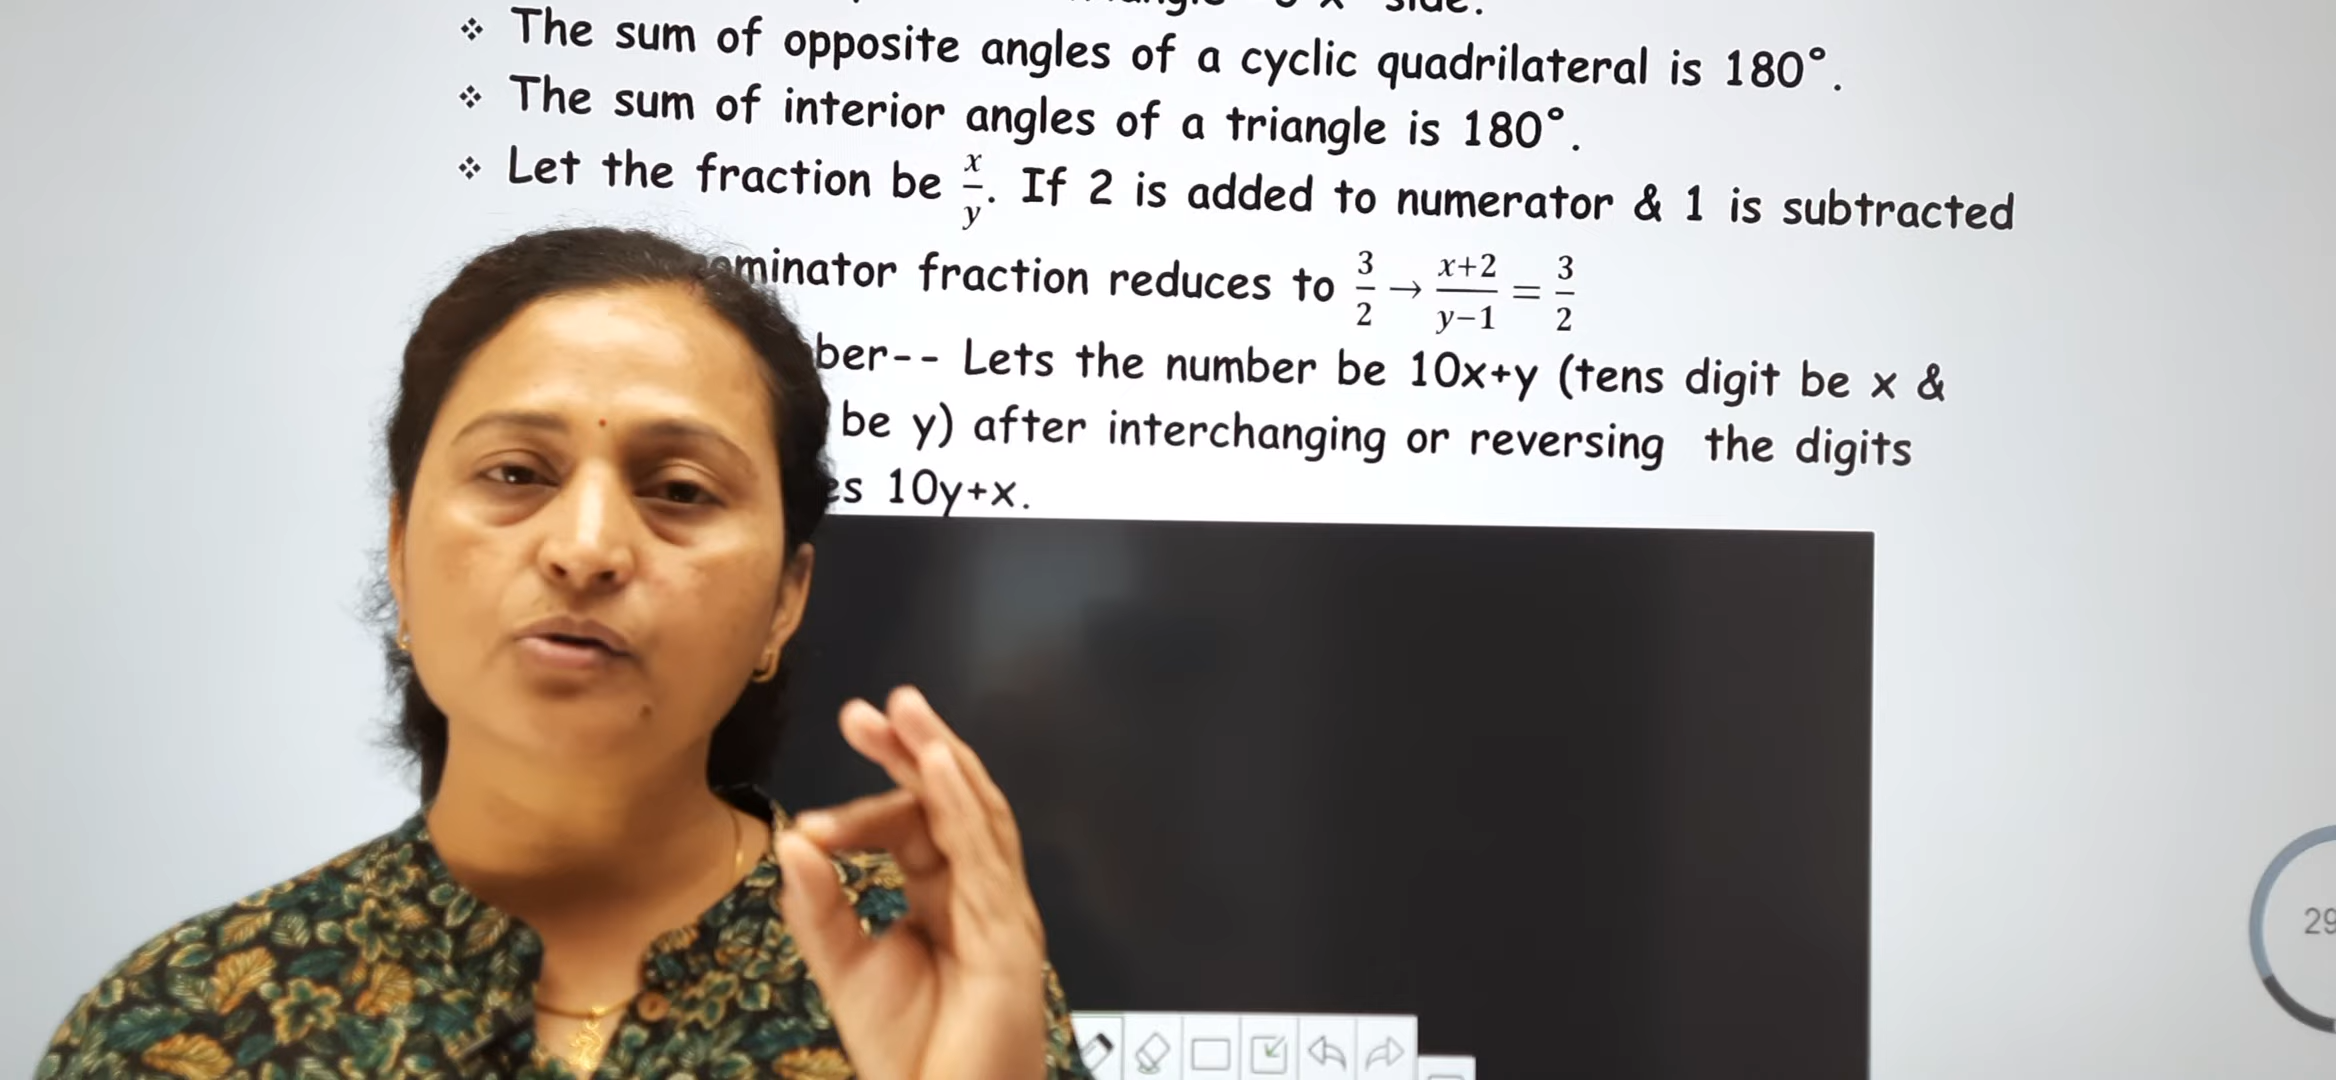 side.
❖ The sum of opposite angles of a cyclic quadrilateral is 180°.
❖ The sum of interior angles of a triangle is 180°.
❖ Let the fraction be x/y. If 2 is added to numerator & 1 is subtracted
minator fraction reduces to 3/2 → x+2/y−1 = 3/2
ber-- Lets the number be 10x+y (tens digit be x &
be y) after interchanging or reversing the digits
es 10y+x.
29